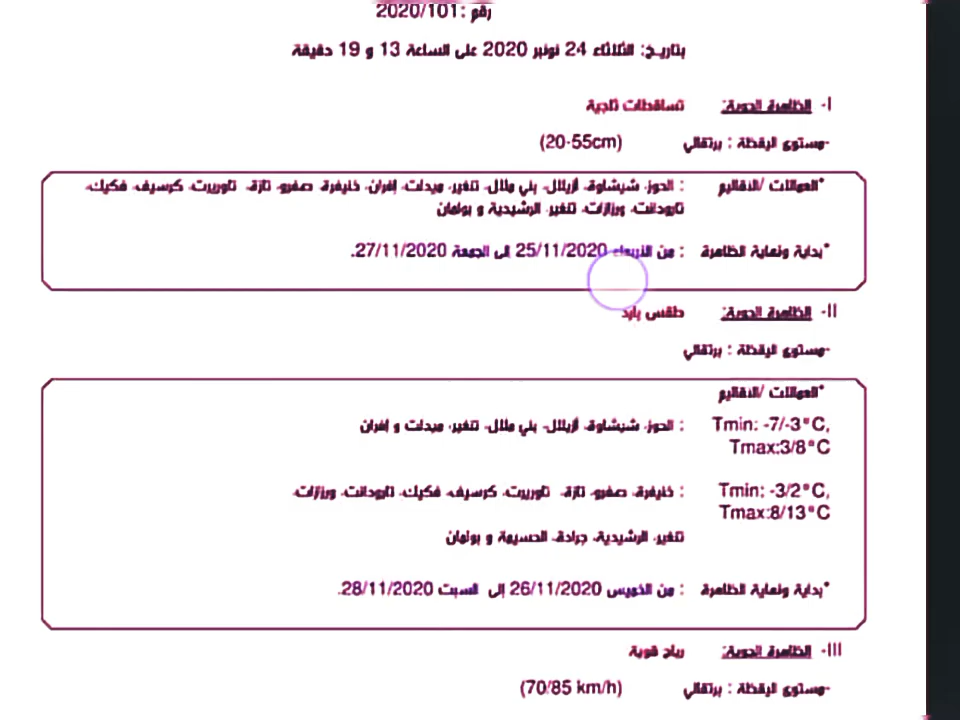 رقم :2020/101
بتاريـخ: الثلاثاء 24 نونبر 2020 على الساعة 13 و 19 دقيقة
I- الظاهرة الجوية: تساقطات ثلجية
-مستوى اليقظة : برتقالي (20-55cm)
*العمالات /الاقاليم : الحوز، شيشاوة، أزيلال، بني ملال، تنغير، ميدلت، إفران، خنيفرة، صفرو، تازة، تاوريرت، كرسيف، فكيك،
تارودانت، ورزازات، تنغير، الرشيدية و بولمان
*بداية ونهاية الظاهرة : من الأربعاء 25/11/2020 إلى الجمعة 27/11/2020.
II- الظاهرة الجوية: طقس بارد
-مستوى اليقظة : برتقالي
*العمالات /الاقاليم
Tmin: -7/-3°C, : الحوز، شيشاوة، أزيلال، بني ملال، تنغير، ميدلت و إفران
Tmax:3/8°C
Tmin: -3/2°C, : خنيفرة، صفرو، تازة، تاوريرت، كرسيف، فكيك، تارودانت، ورزازات،
Tmax:8/13°C
تنغير، الرشيدية، جرادة، الحسيمة و بولمان
*بداية ونهاية الظاهرة : من الخميس 26/11/2020 إلى السبت 28/11/2020.
III- الظاهرة الجوية: رياح قوية
-مستوى اليقظة : برتقالي (70/85 km/h)